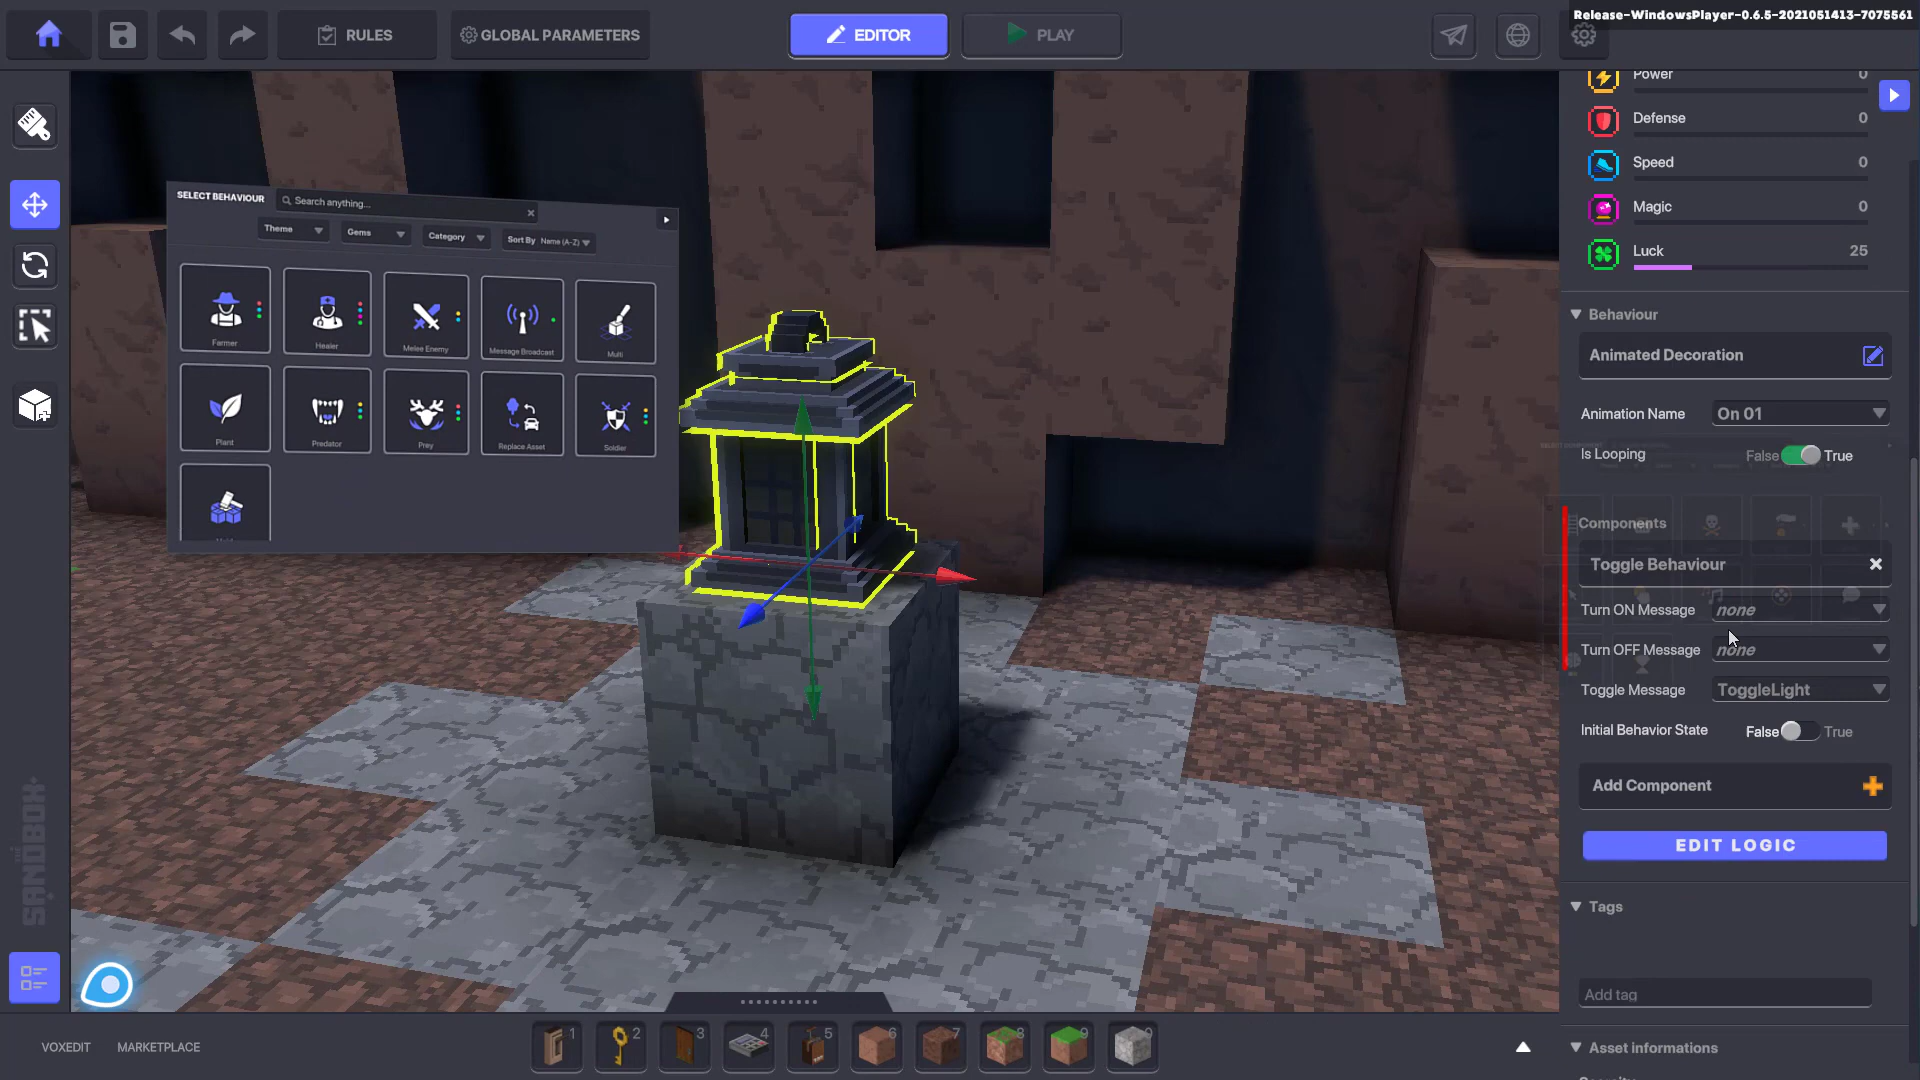 Release-WindowsPlayer-0.6.5-2021051413-7075561
RULES
GLOBAL PARAMETERS
EDITOR
PLAY
SELECT BEHAVIOUR
Search anything...
Theme
Gems
Category
Sort By Name (A-Z)
Farmer
Healer
Melee Enemy
Message Broadcast
Multi
Plant
Predator
Prey
Replace Asset
Soldier
Power 0
Defense 0
Speed 0
Magic 0
Luck 25
Behaviour
Animated Decoration
Animation Name On 01
Is Looping False True
Components
Toggle Behaviour
Turn ON Message none
Turn OFF Message none
Toggle Message ToggleLight
Initial Behavior State False True
Add Component
EDIT LOGIC
Tags
Add tag
Asset informations
THE SANDBOX
VOXEDIT
MARKETPLACE
1
2
3
4
5
6
7
8
9
0